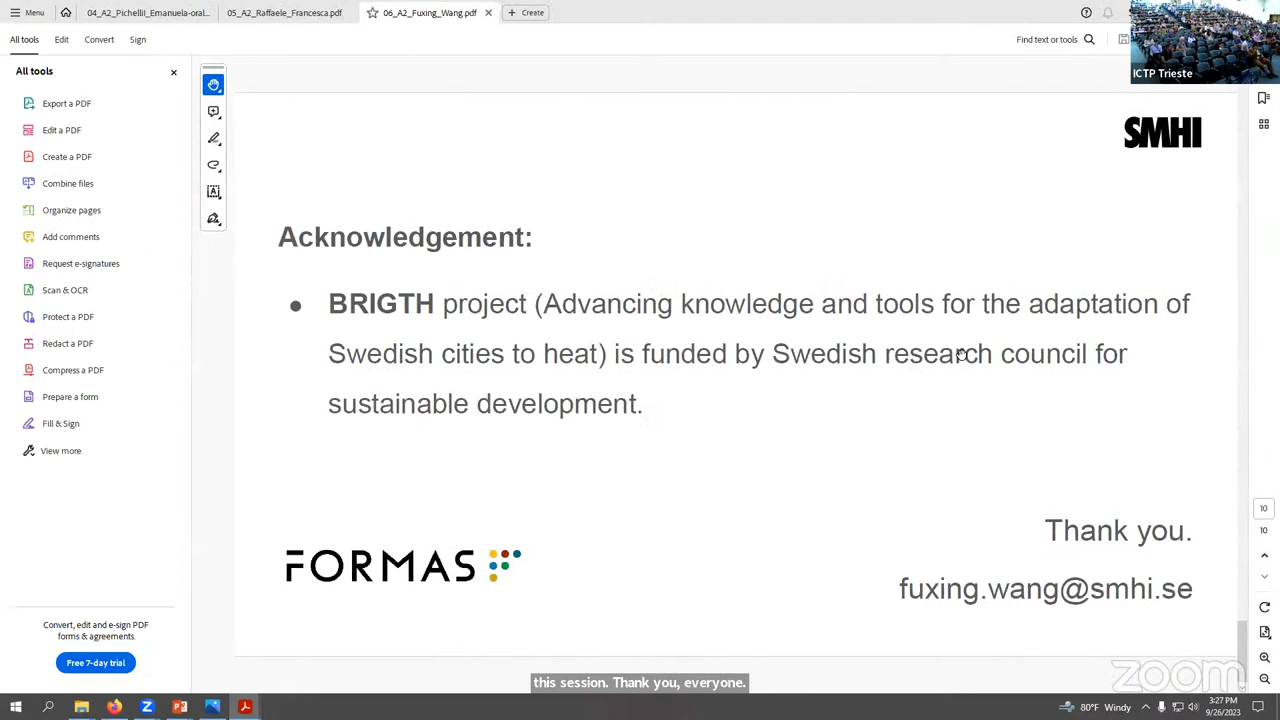 Menu
04_A2_Pichellii_Emanuela-oral...
05_A2_Raffaele_Francesca.pdf
06_A2_Fuxing_Wang.pdf
Create
All tools
Edit
Convert
Sign
Find text or tools
ICTP Trieste
All tools
Export a PDF
Edit a PDF
Create a PDF
Combine files
Organize pages
Add comments
Request e-signatures
Scan & OCR
Protect a PDF
Redact a PDF
Compress a PDF
Prepare a form
Fill & Sign
View more
Convert, edit and e-sign PDF
forms & agreements.
Free 7-day trial
SMHI
Acknowledgement:
● BRIGTH project (Advancing knowledge and tools for the adaptation of
Swedish cities to heat) is funded by Swedish research council for
sustainable development.
FORMAS
Thank you.
fuxing.wang@smhi.se
10
10
this session. Thank you, everyone.
zoom
80°F Windy
3:27 PM
9/26/2023